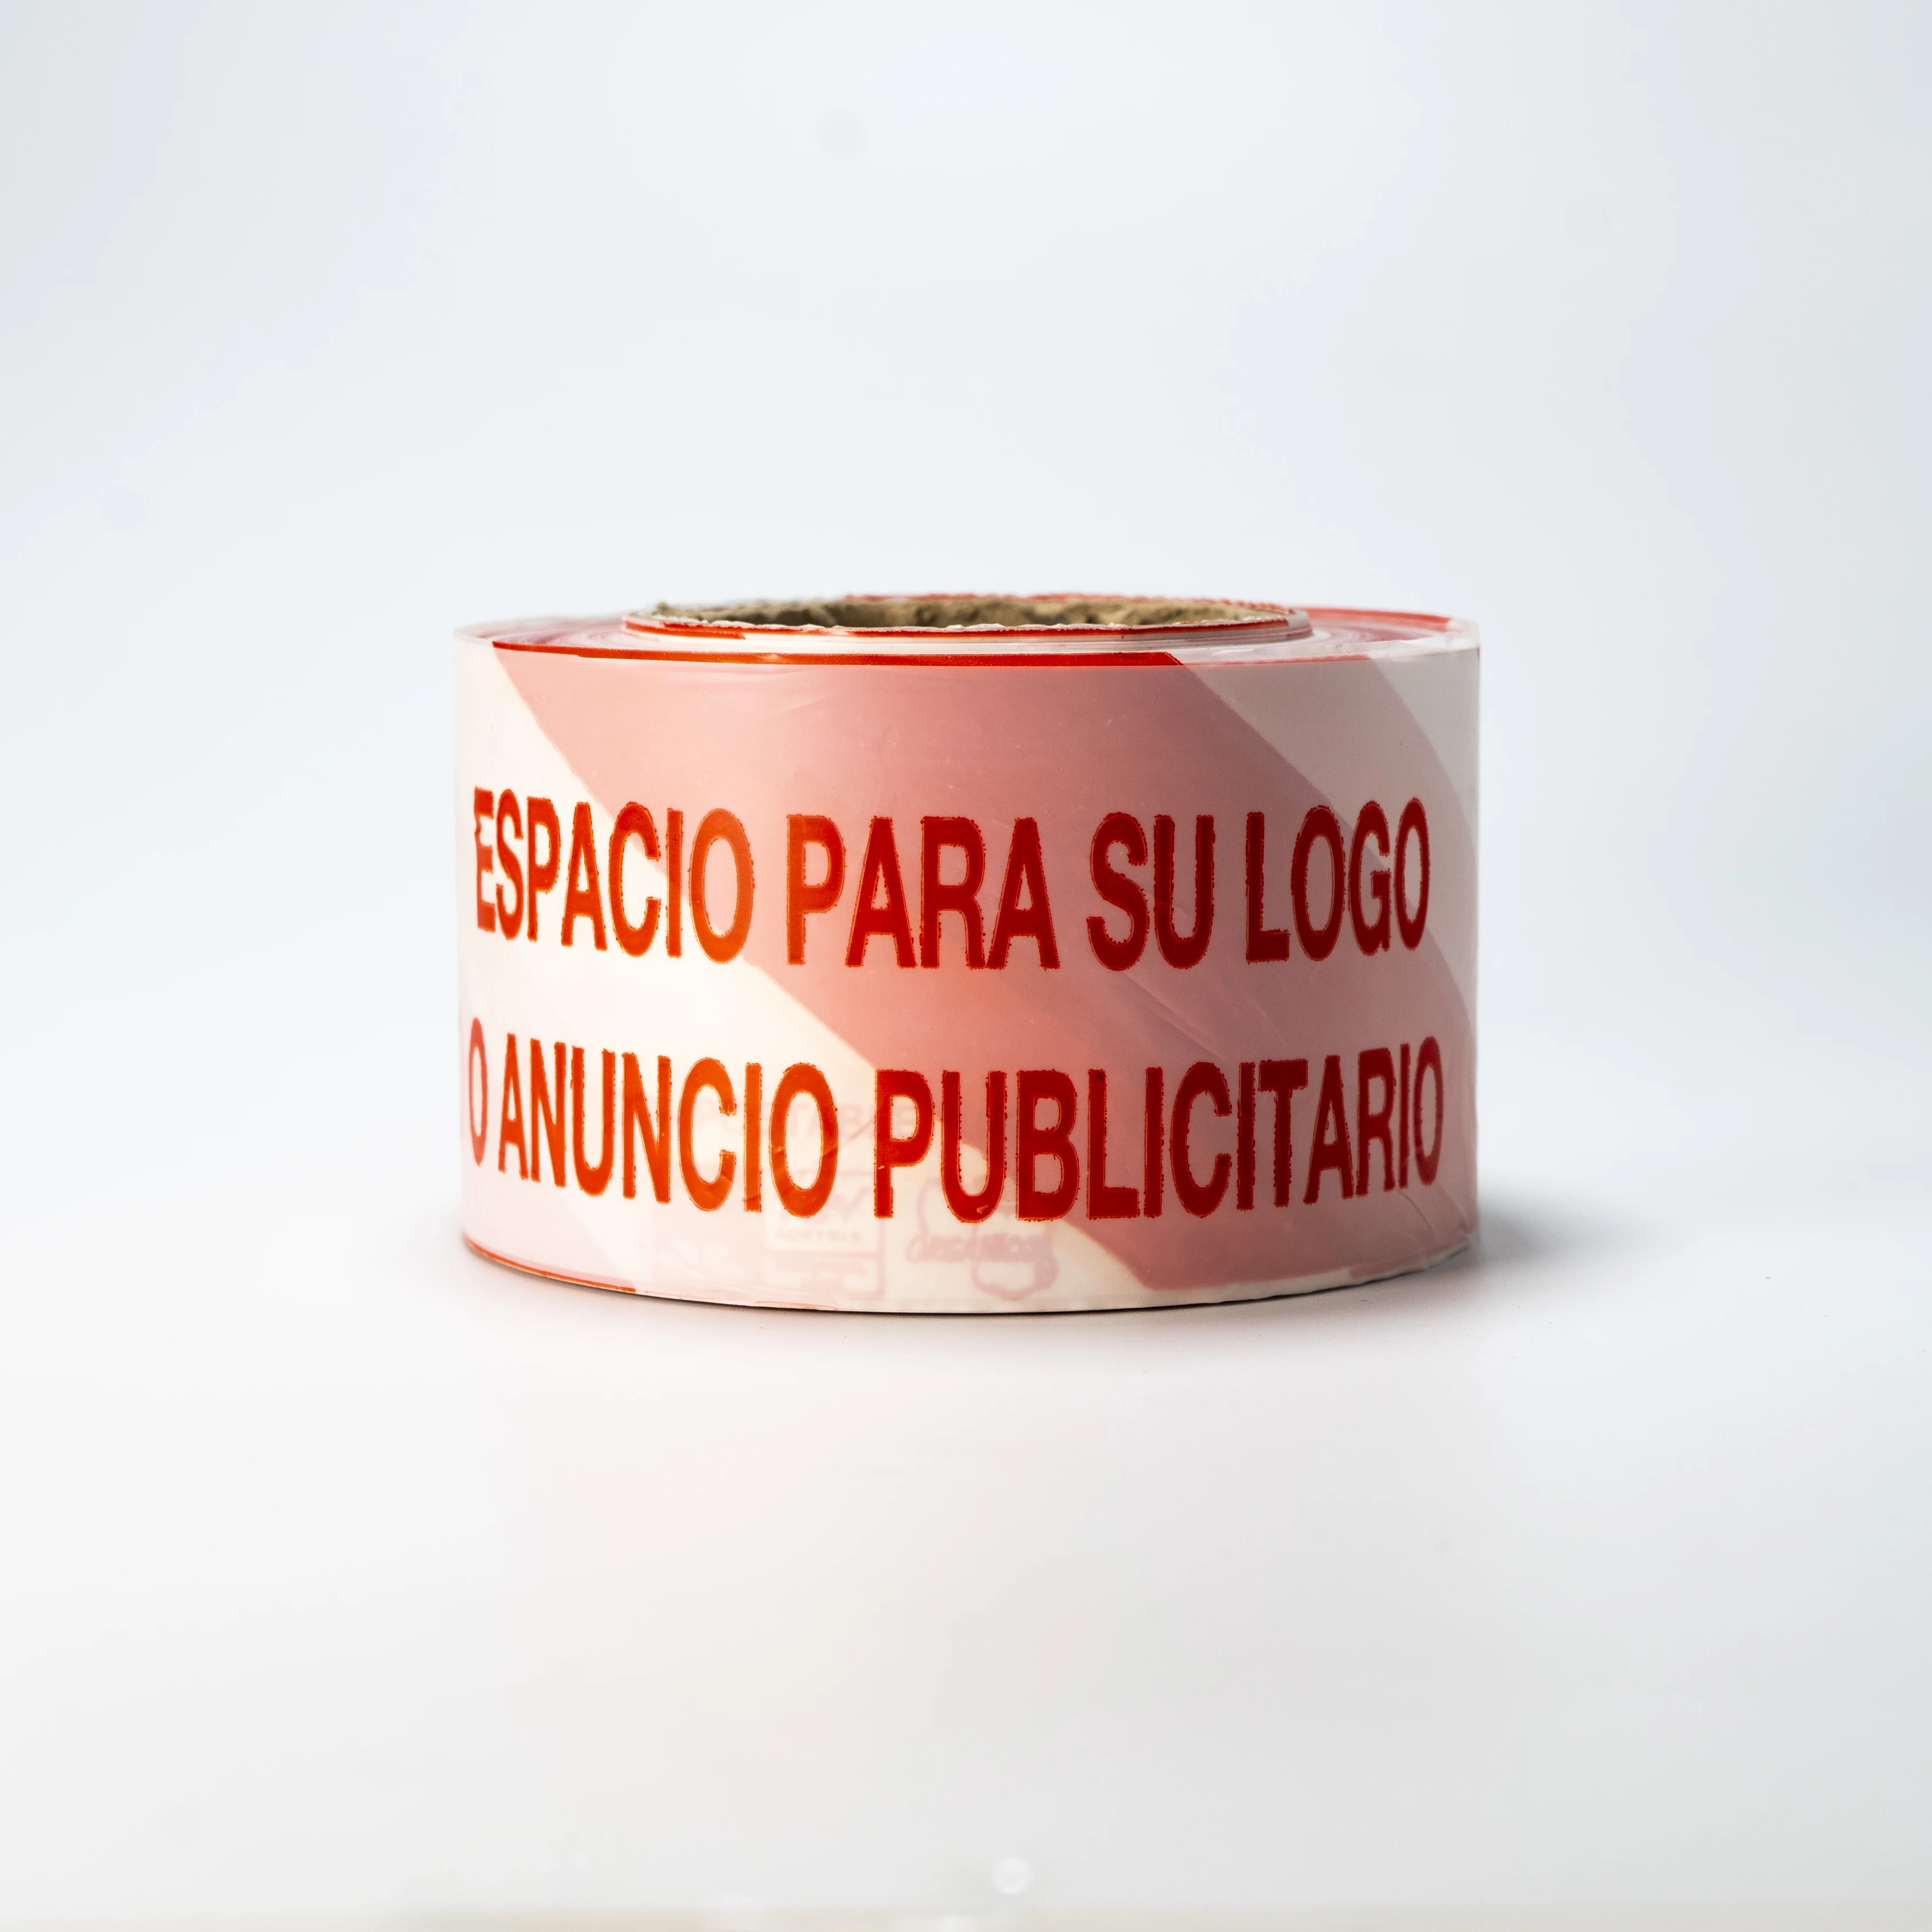 ESPACIO PARA SU LOGO
O ANUNCIO PUBLICITARIO